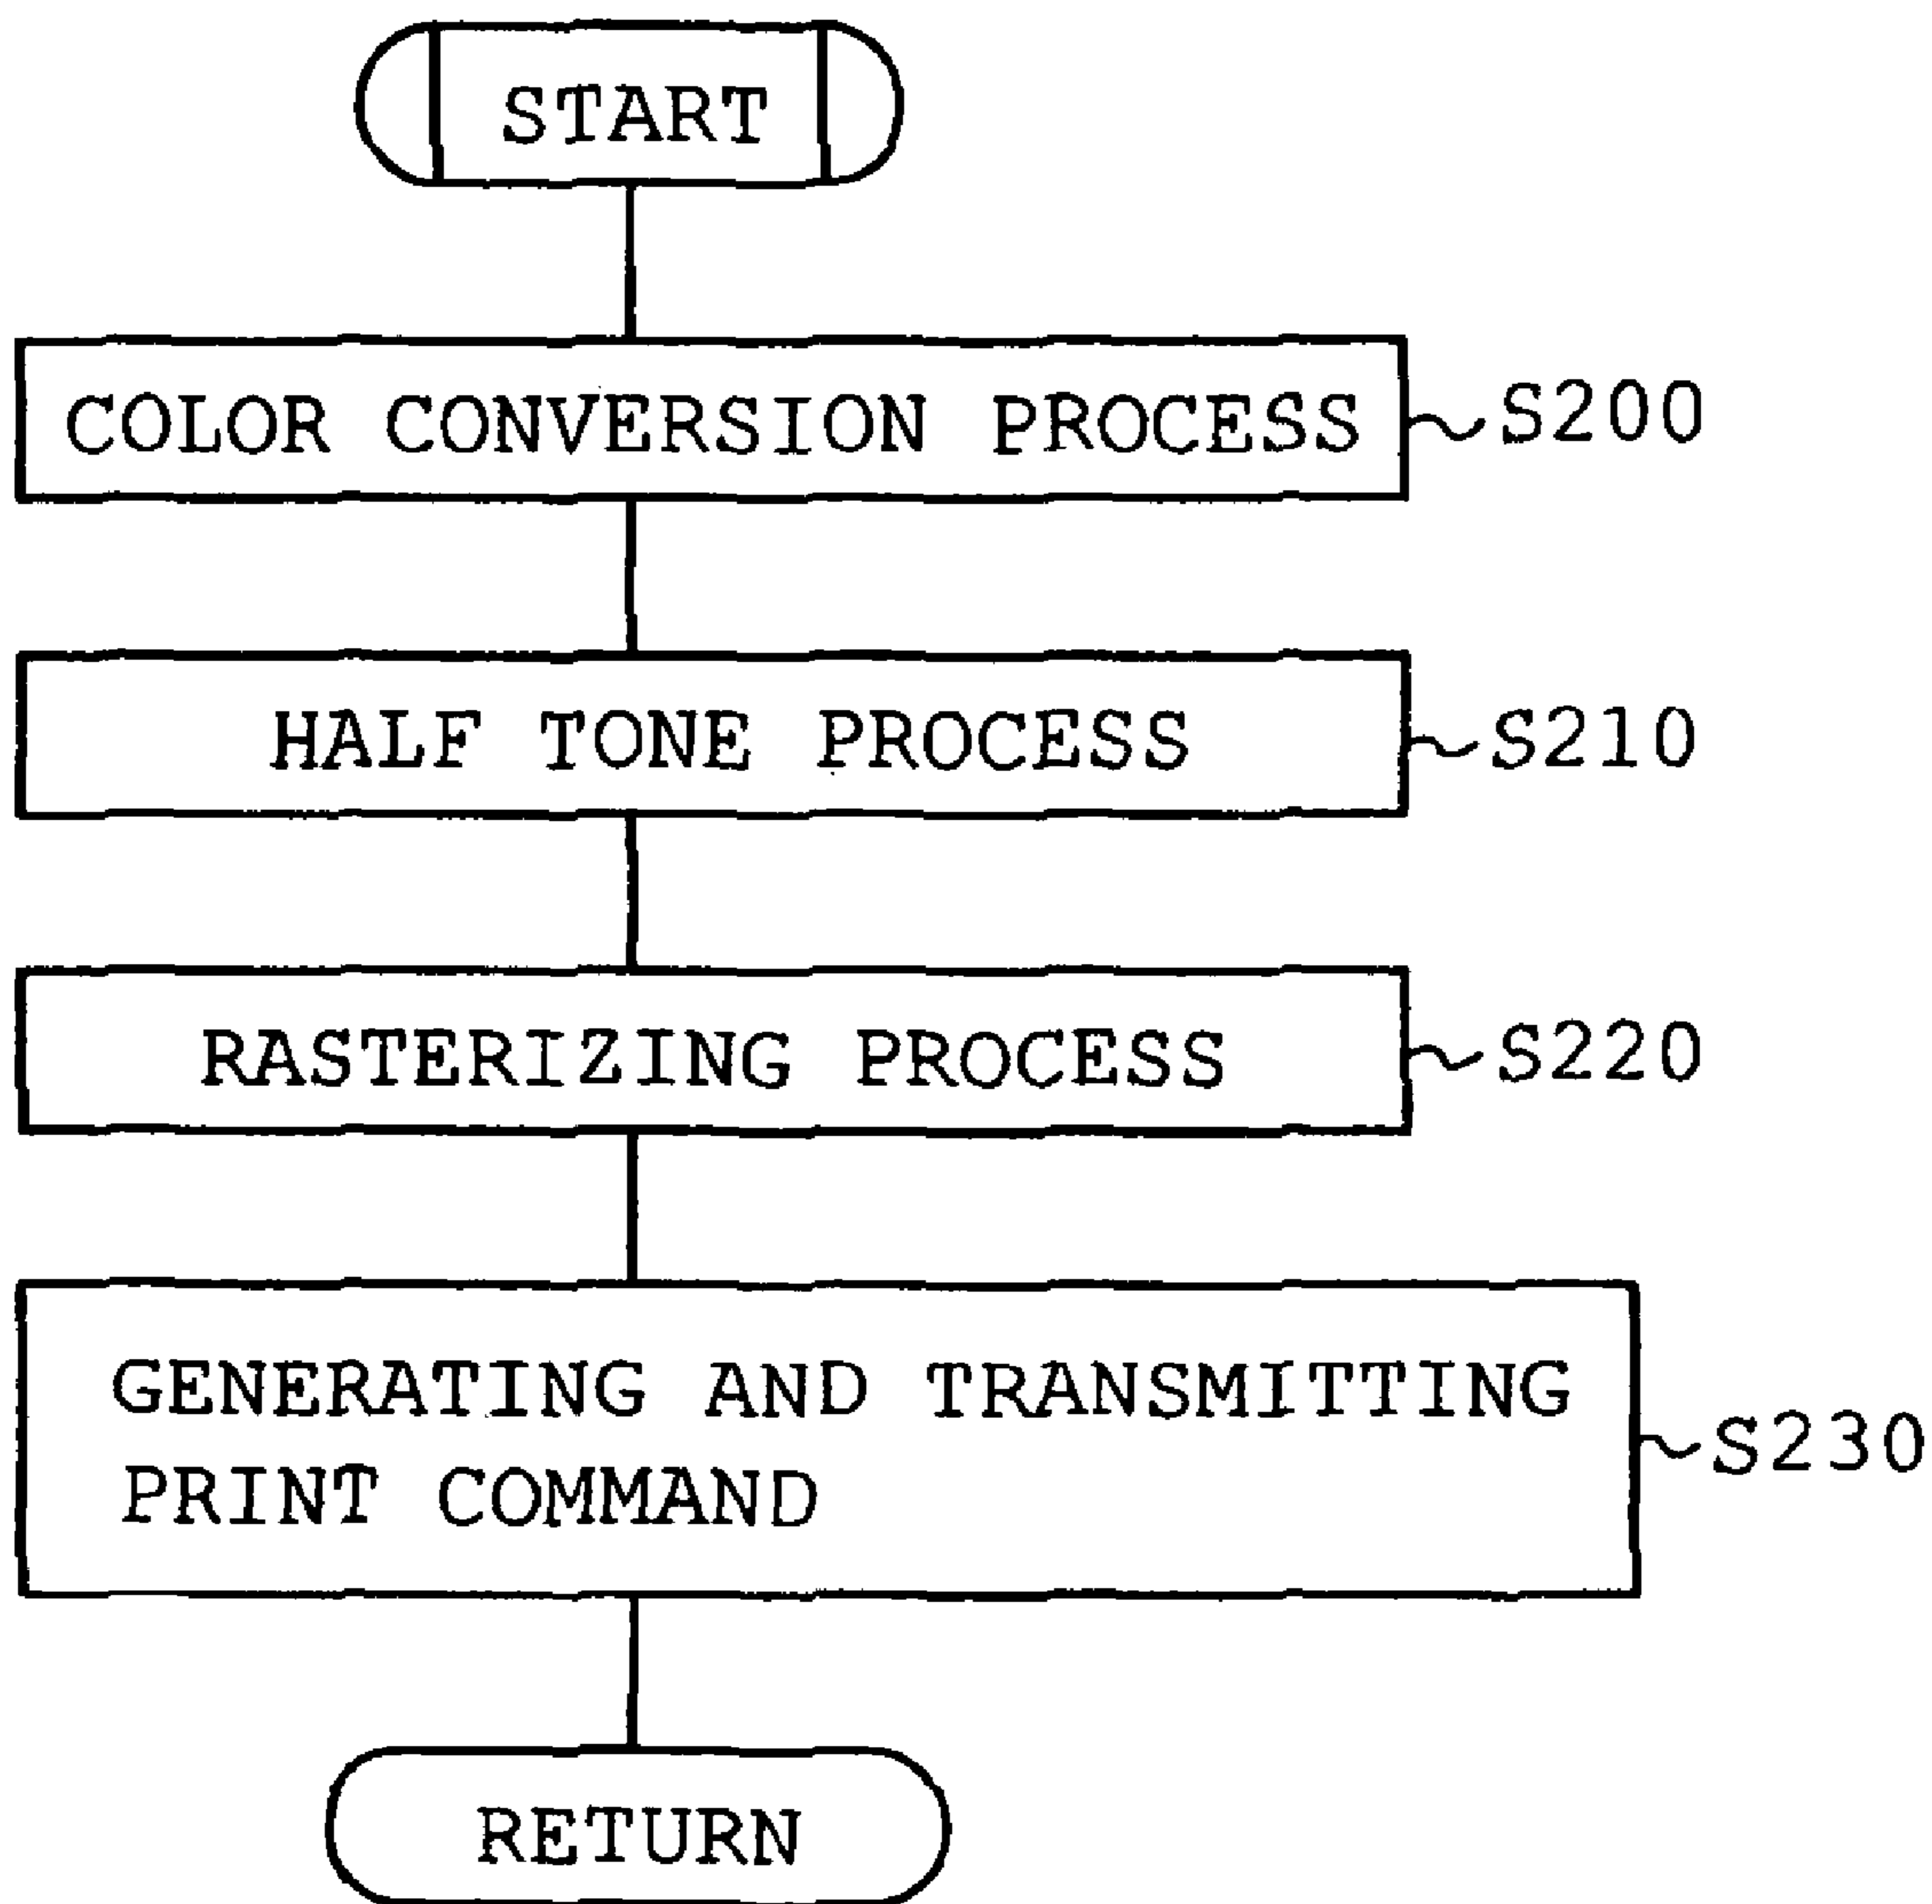 START
COLOR CONVERSION PROCESS
S200
HALF TONE PROCESS
S210
RASTERIZING PROCESS
S220
GENERATING AND TRANSMITTING
PRINT COMMAND
S230
RETURN